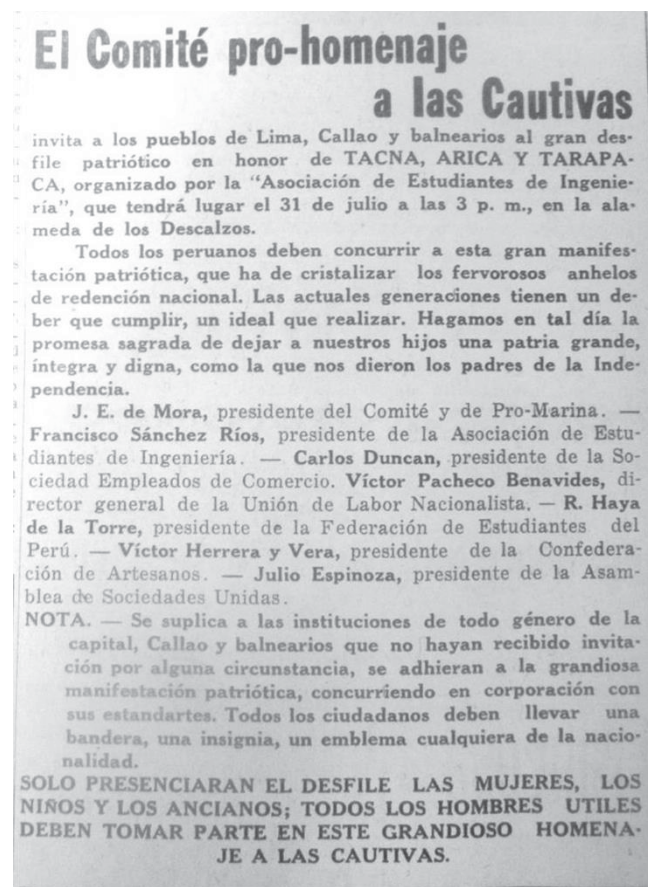 El Comité pro-homenaje
a las Cautivas
invita a los pueblos de Lima, Callao y balnearios al gran des-
file patriótico en honor de TACNA, ARICA Y TARAPA-
CA, organizado por la "Asociación de Estudiantes de Ingenie-
ría", que tendrá lugar el 31 de julio a las 3 p. m., en la ala-
meda de los Descalzos.
Todos los peruanos deben concurrir a esta gran manifes-
tación patriótica, que ha de cristalizar los fervorosos anhelos
de redención nacional. Las actuales generaciones tienen un de-
ber que cumplir, un ideal que realizar. Hagamos en tal día la
promesa sagrada de dejar a nuestros hijos una patria grande,
íntegra y digna, como la que nos dieron los padres de la Inde-
pendencia.
J. E. de Mora, presidente del Comité y de Pro-Marina. —
Francisco Sánchez Ríos, presidente de la Asociación de Estu-
diantes de Ingeniería. — Carlos Duncan, presidente de la So-
ciedad Empleados de Comercio. Víctor Pacheco Benavides, di-
rector general de la Unión de Labor Nacionalista. — R. Haya
de la Torre, presidente de la Federación de Estudiantes del
Perú. — Víctor Herrera y Vera, presidente de la Confedera-
ción de Artesanos. — Julio Espinoza, presidente de la Asam-
blea de Sociedades Unidas.
NOTA. — Se suplica a las instituciones de todo género de la
capital, Callao y balnearios que no hayan recibido invita-
ción por alguna circunstancia, se adhieran a la grandiosa
manifestación patriótica, concurriendo en corporación con
sus estandartes. Todos los ciudadanos deben llevar una
bandera, una insignia, un emblema cualquiera de la nacio-
nalidad.
SOLO PRESENCIARAN EL DESFILE LAS MUJERES, LOS
NIÑOS Y LOS ANCIANOS; TODOS LOS HOMBRES UTILES
DEBEN TOMAR PARTE EN ESTE GRANDIOSO HOMENA-
JE A LAS CAUTIVAS.